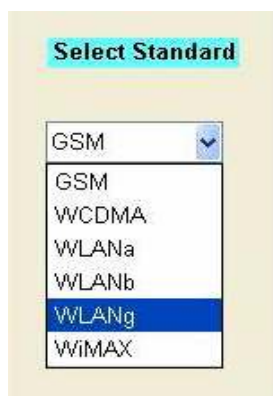 Select Standard
GSM
GSM
WCDMA
WLANa
WLANb
WLANg
WiMAX